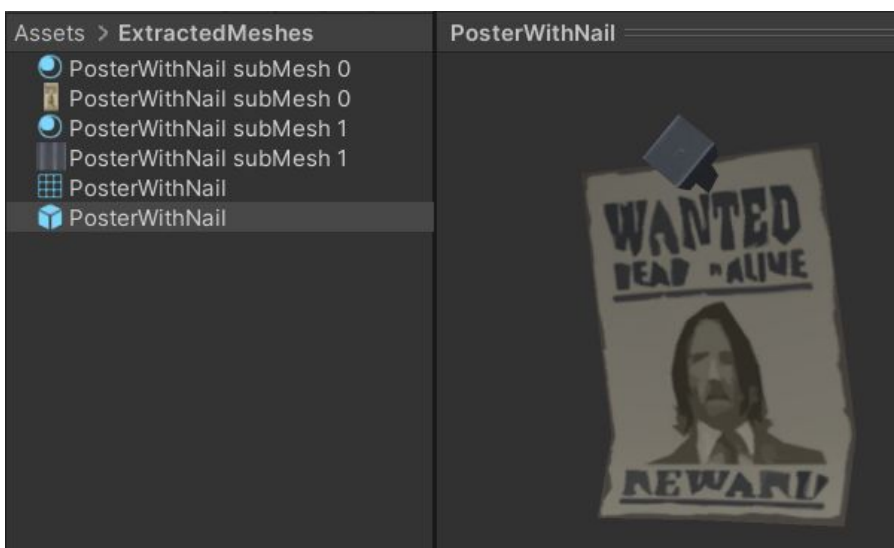 Assets > ExtractedMeshes
PosterWithNail subMesh 0
PosterWithNail subMesh 0
PosterWithNail subMesh 1
PosterWithNail subMesh 1
PosterWithNail
PosterWithNail
PosterWithNail
WANTED
DEAD OR ALIVE
REWARD